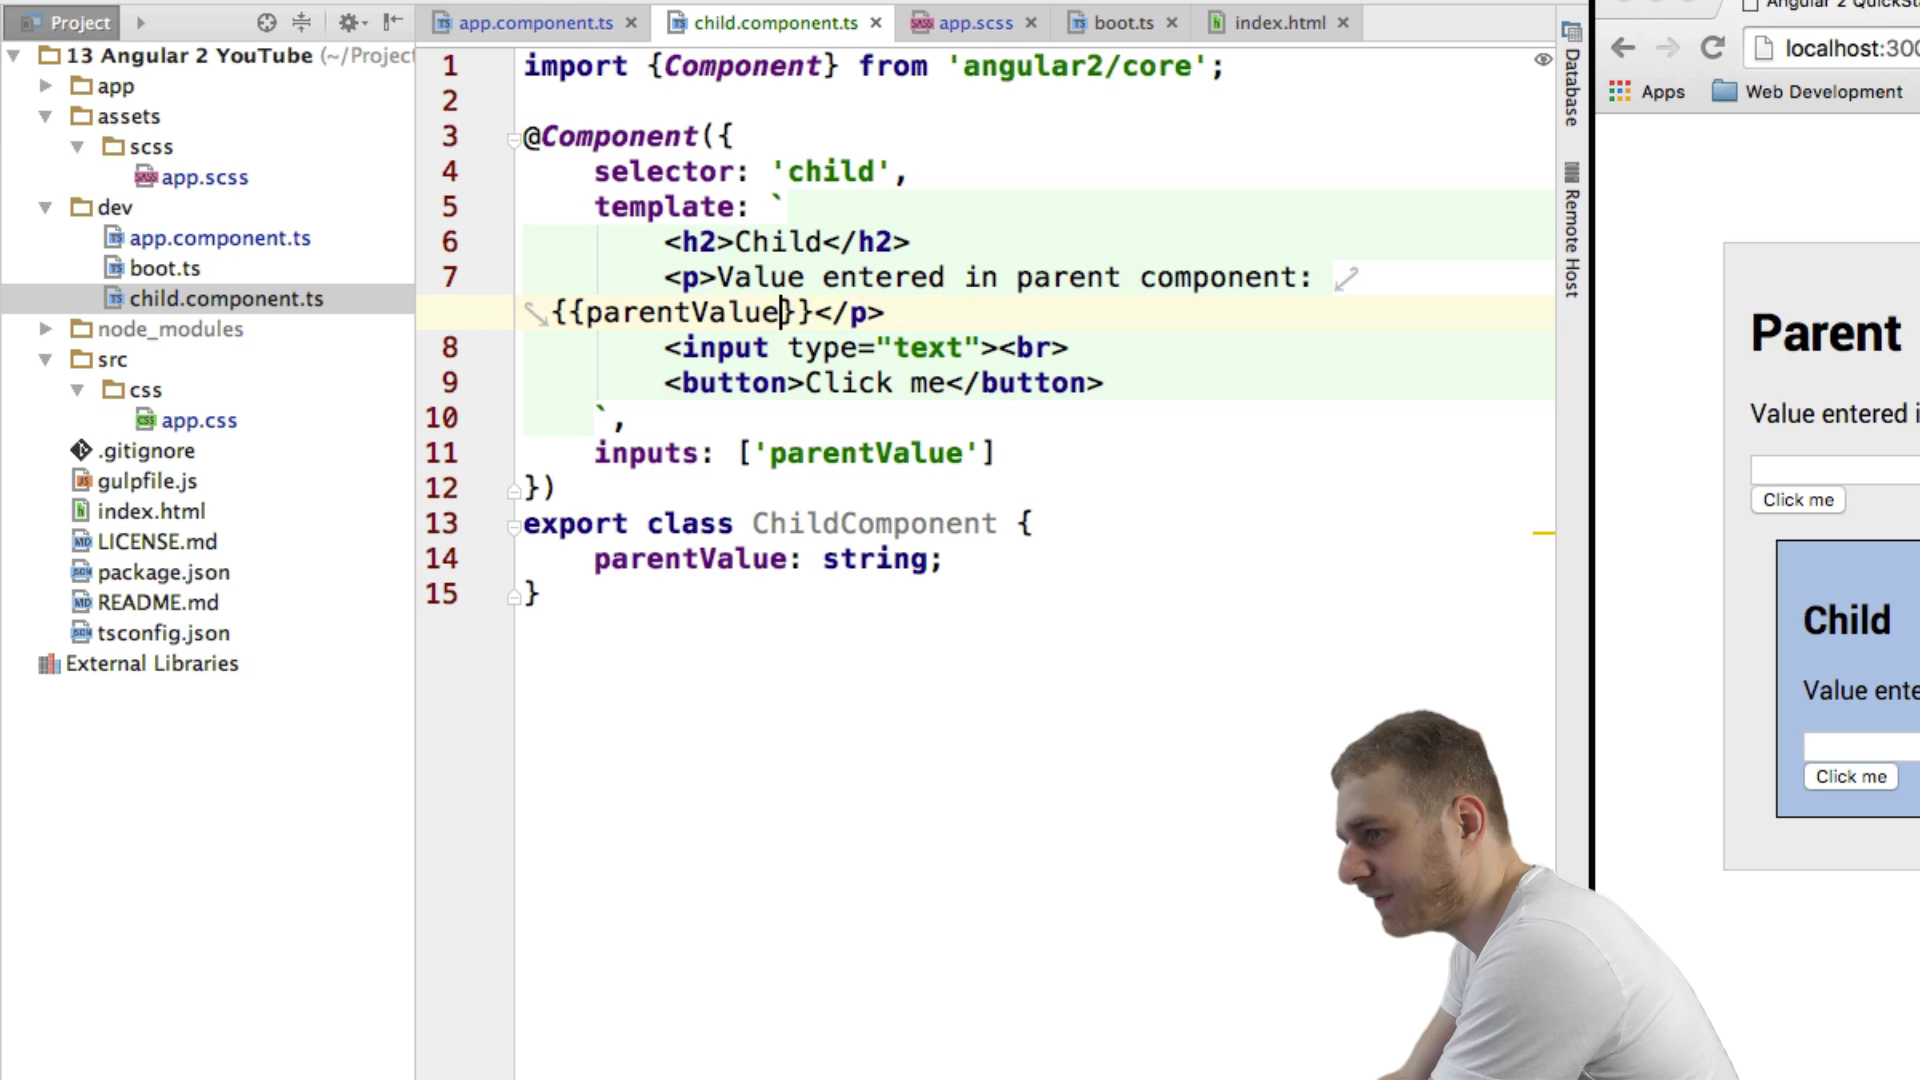 Project
app.component.ts
child.component.ts
app.scss
boot.ts
index.html
13 Angular 2 YouTube (~/Project
app
assets
scss
app.scss
dev
app.component.ts
boot.ts
child.component.ts
node_modules
src
css
app.css
.gitignore
gulpfile.js
index.html
LICENSE.md
package.json
README.md
tsconfig.json
External Libraries
1 import {Component} from 'angular2/core';
2
3 @Component({
4 selector: 'child',
5 template: `
6 <h2>Child</h2>
7 <p>Value entered in parent component:
{{parentValue}}</p>
8 <input type="text"><br>
9 <button>Click me</button>
10 `,
11 inputs: ['parentValue']
12 })
13 export class ChildComponent {
14 parentValue: string;
15 }
Database
Remote Host
Angular 2 QuickSta
localhost:300
Apps
Web Development
Parent
Value entered i
Click me
Child
Value ente
Click me